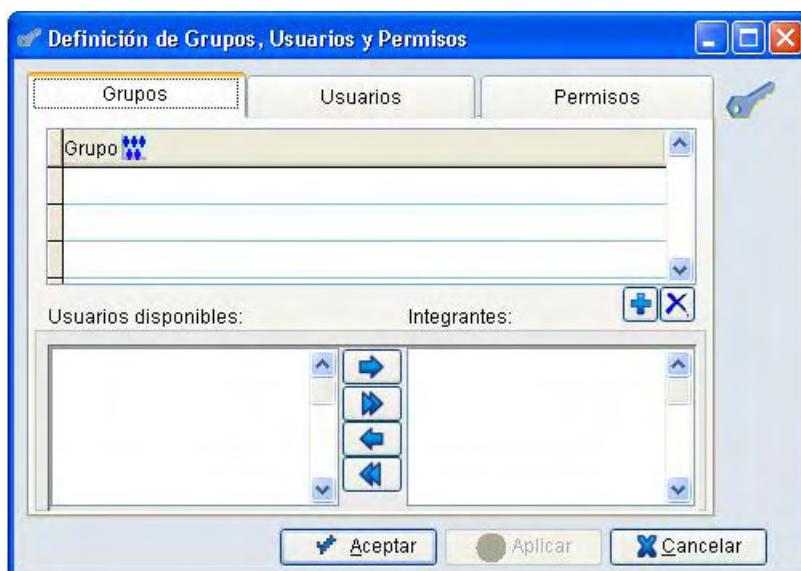 Definición de Grupos, Usuarios y Permisos
Grupos Usuarios Permisos
Grupo
Usuarios disponibles: Integrantes:
Aceptar Aplicar Cancelar